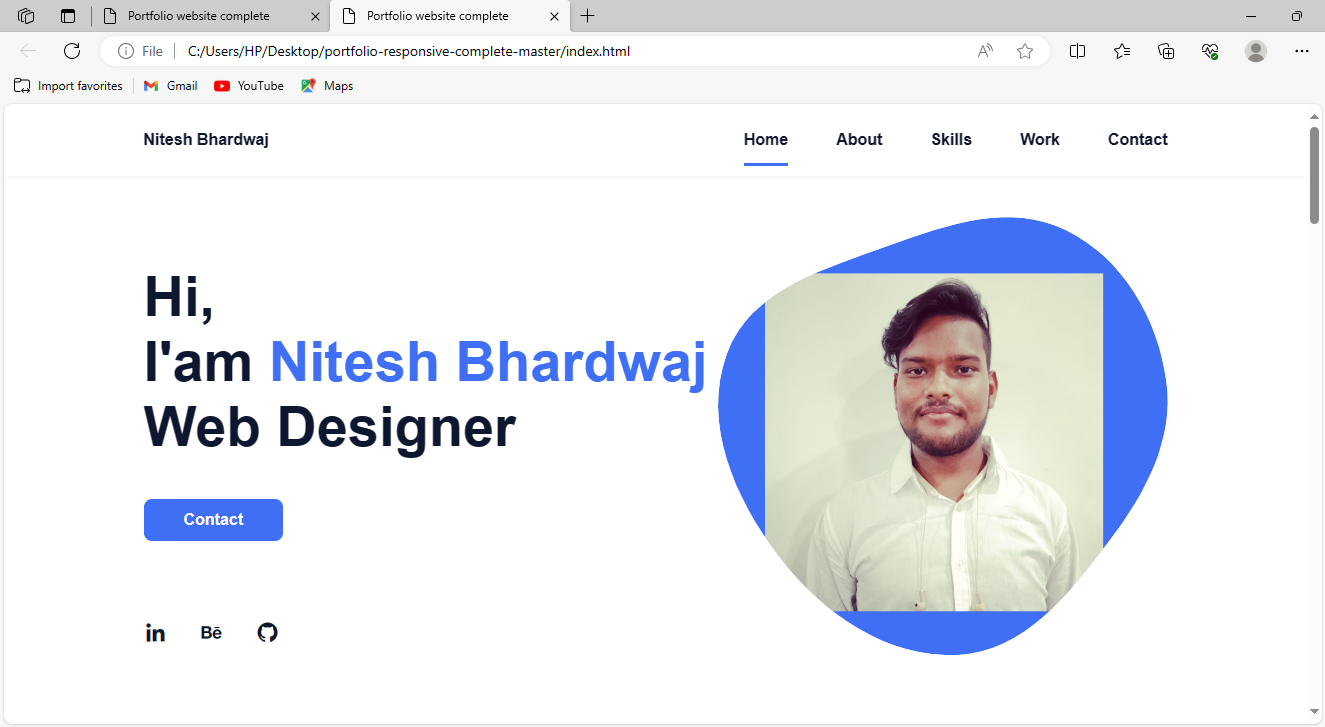 Portfolio website complete
Portfolio website complete
File
C:/Users/HP/Desktop/portfolio-responsive-complete-master/index.html
Import favorites
Gmail
YouTube
Maps
Nitesh Bhardwaj
Home
About
Skills
Work
Contact
Hi,
I'am Nitesh Bhardwaj
Web Designer
Contact
in
Bē